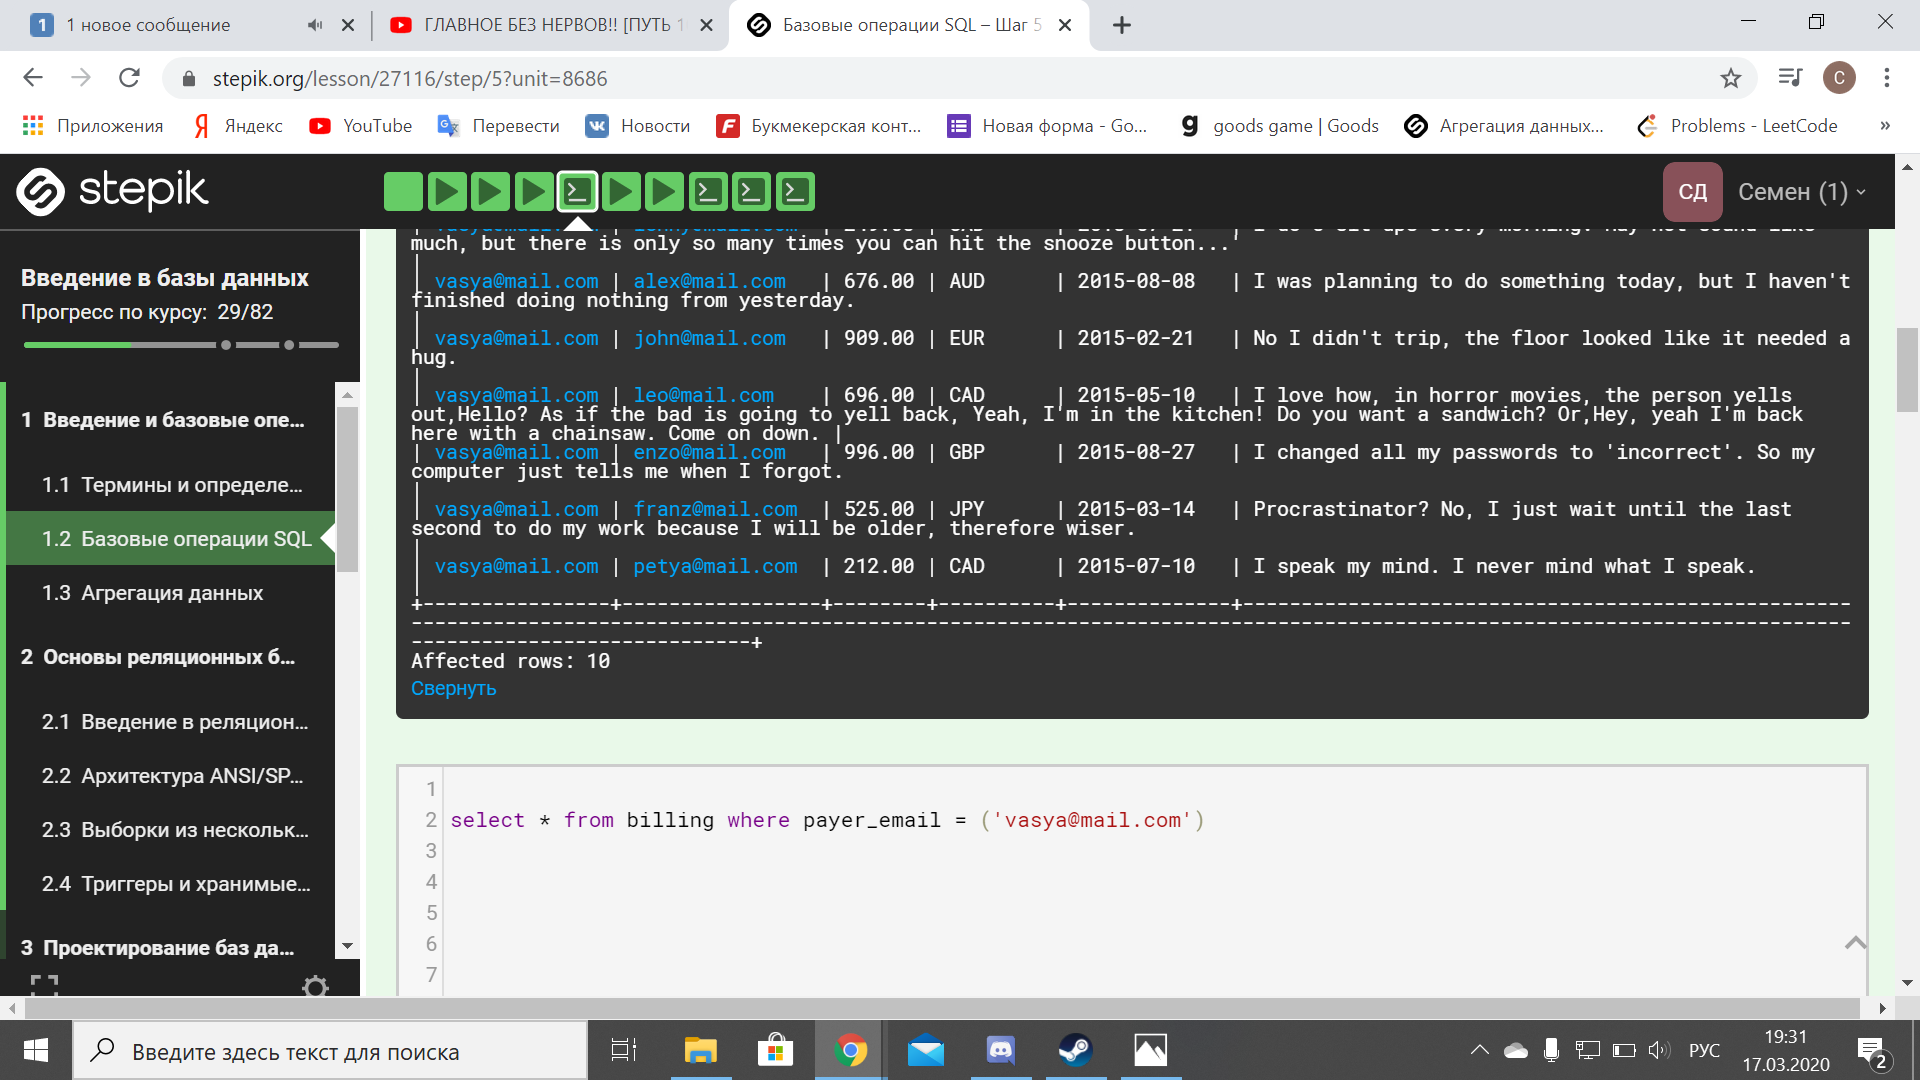 1 новое сообщение
ГЛАВНОЕ БЕЗ НЕРВОВ!! [ПУТЬ 1
Базовые операции SQL – Шаг 5
stepik.org/lesson/27116/step/5?unit=8686
С
Приложения
Яндекс
YouTube
Перевести
Новости
Букмекерская конт...
Новая форма - Go...
goods game | Goods
Агрегация данных...
Problems - LeetCode
»
stepik
СД
Семен (1)
Введение в базы данных
Прогресс по курсу: 29/82
1 Введение и базовые опе...
1.1 Термины и определе...
1.2 Базовые операции SQL
1.3 Агрегация данных
2 Основы реляционных б...
2.1 Введение в реляцион...
2.2 Архитектура ANSI/SP...
2.3 Выборки из нескольк...
2.4 Триггеры и хранимые...
3 Проектирование баз да...
much, but there is only so many times you can hit the snooze button...'
|
| vasya@mail.com | alex@mail.com | 676.00 | AUD | 2015-08-08 | I was planning to do something today, but I haven't
finished doing nothing from yesterday.
|
| vasya@mail.com | john@mail.com | 909.00 | EUR | 2015-02-21 | No I didn't trip, the floor looked like it needed a
hug.
|
| vasya@mail.com | leo@mail.com | 696.00 | CAD | 2015-05-10 | I love how, in horror movies, the person yells
out,Hello? As if the bad is going to yell back, Yeah, I'm in the kitchen! Do you want a sandwich? Or,Hey, yeah I'm back
here with a chainsaw. Come on down. |
| vasya@mail.com | enzo@mail.com | 996.00 | GBP | 2015-08-27 | I changed all my passwords to 'incorrect'. So my
computer just tells me when I forgot.
|
| vasya@mail.com | franz@mail.com | 525.00 | JPY | 2015-03-14 | Procrastinator? No, I just wait until the last
second to do my work because I will be older, therefore wiser.
|
| vasya@mail.com | petya@mail.com | 212.00 | CAD | 2015-07-10 | I speak my mind. I never mind what I speak.
|
Affected rows: 10
Свернуть
1
2 select * from billing where payer_email = ('vasya@mail.com')
3
4
5
6
7
Введите здесь текст для поиска
РУС
19:31
17.03.2020
2